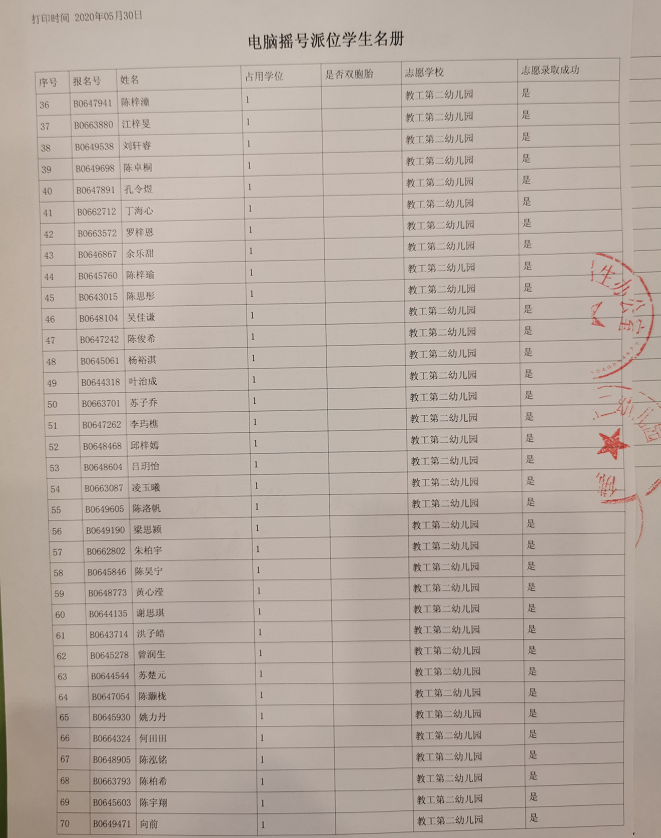 打印时间 2020年05月30日
电脑摇号派位学生名册
序号 报名号 姓名 占用学位 是否双胞胎 志愿学校 志愿录取成功
36 B0647941 陈梓潼 1 教工第二幼儿园 是
37 B0663880 江梓旻 1 教工第二幼儿园 是
38 B0649538 刘轩睿 1 教工第二幼儿园 是
39 B0649698 陈卓桐 1 教工第二幼儿园 是
40 B0647891 孔令煜 1 教工第二幼儿园 是
41 B0662712 丁海心 1 教工第二幼儿园 是
42 B0663572 罗梓恩 1 教工第二幼儿园 是
43 B0646867 余乐甜 1 教工第二幼儿园 是
44 B0645760 陈梓瑜 1 教工第二幼儿园 是
45 B0643015 陈思彤 1 教工第二幼儿园 是
46 B0648104 吴佳谦 1 教工第二幼儿园 是
47 B0647242 陈俊希 1 教工第二幼儿园 是
48 B0645061 杨裕淇 1 教工第二幼儿园 是
49 B0644318 叶治成 1 教工第二幼儿园 是
50 B0663701 苏子乔 1 教工第二幼儿园 是
51 B0647262 李玙樵 1 教工第二幼儿园 是
52 B0648468 邱梓嫣 1 教工第二幼儿园 是
53 B0648604 吕玥怡 1 教工第二幼儿园 是
54 B0663087 凌玉曦 1 教工第二幼儿园 是
55 B0649605 陈洛帆 1 教工第二幼儿园 是
56 B0649190 梁思颖 1 教工第二幼儿园 是
57 B0662802 朱柏宇 1 教工第二幼儿园 是
58 B0645846 陈昊宁 1 教工第二幼儿园 是
59 B0648773 黄心滢 1 教工第二幼儿园 是
60 B0644135 谢思琪 1 教工第二幼儿园 是
61 B0643714 洪子皓 1 教工第二幼儿园 是
62 B0645278 曾润生 1 教工第二幼儿园 是
63 B0644544 苏楚元 1 教工第二幼儿园 是
64 B0647054 陈灏栊 1 教工第二幼儿园 是
65 B0645930 姚力丹 1 教工第二幼儿园 是
66 B0664324 何田田 1 教工第二幼儿园 是
67 B0648905 陈泓铭 1 教工第二幼儿园 是
68 B0663793 陈柏希 1 教工第二幼儿园 是
69 B0645603 陈宇翔 1 教工第二幼儿园 是
70 B0649471 向前 1 教工第二幼儿园 是
生办公室
二幼儿园